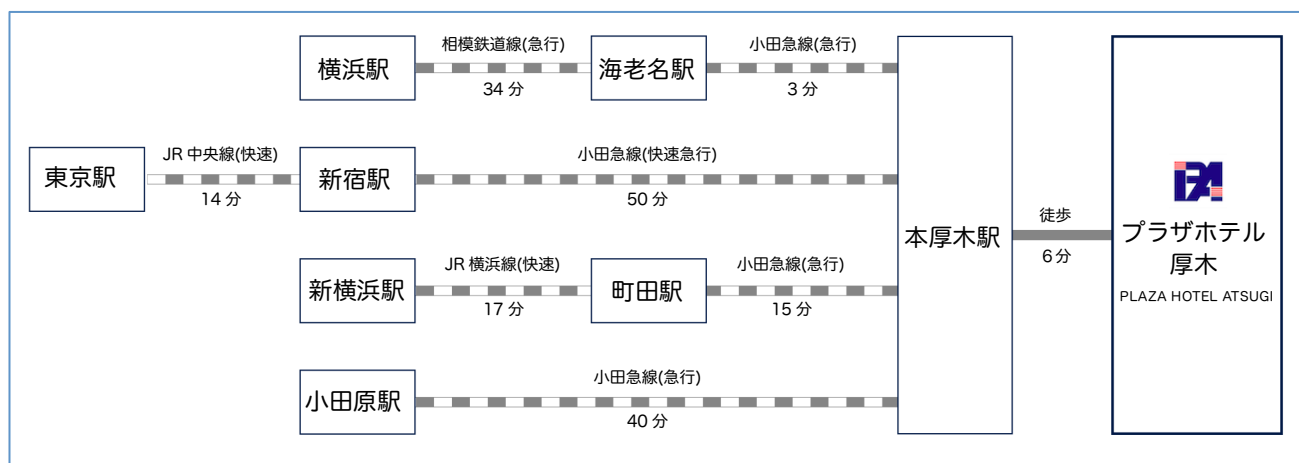 横浜駅
相模鉄道線(急行)
34 分
海老名駅
小田急線(急行)
3 分
東京駅
JR 中央線(快速)
14 分
新宿駅
小田急線(快速急行)
50 分
新横浜駅
JR 横浜線(快速)
17 分
町田駅
小田急線(急行)
15 分
小田原駅
小田急線(急行)
40 分
本厚木駅
徒歩
6 分
プラザホテル
厚木
PLAZA HOTEL ATSUGI